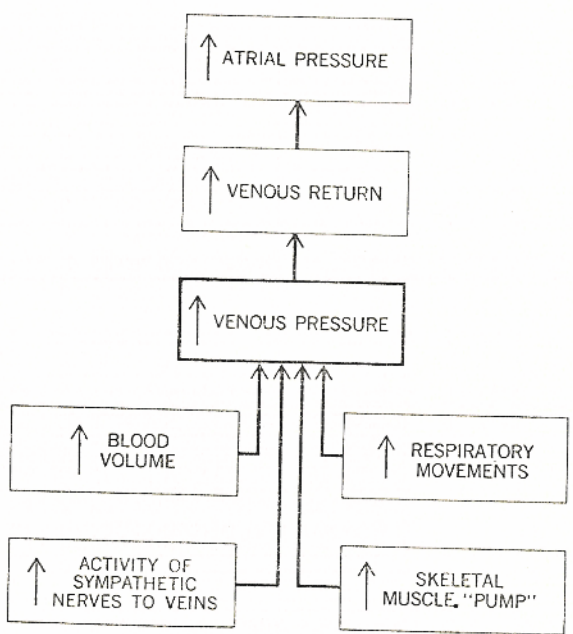 ATRIAL PRESSURE
VENOUS RETURN
VENOUS PRESSURE
BLOOD
VOLUME
RESPIRATORY
MOVEMENTS
ACTIVITY OF
SYMPATHETIC
NERVES TO VEINS
SKELETAL
MUSCLE "PUMP"